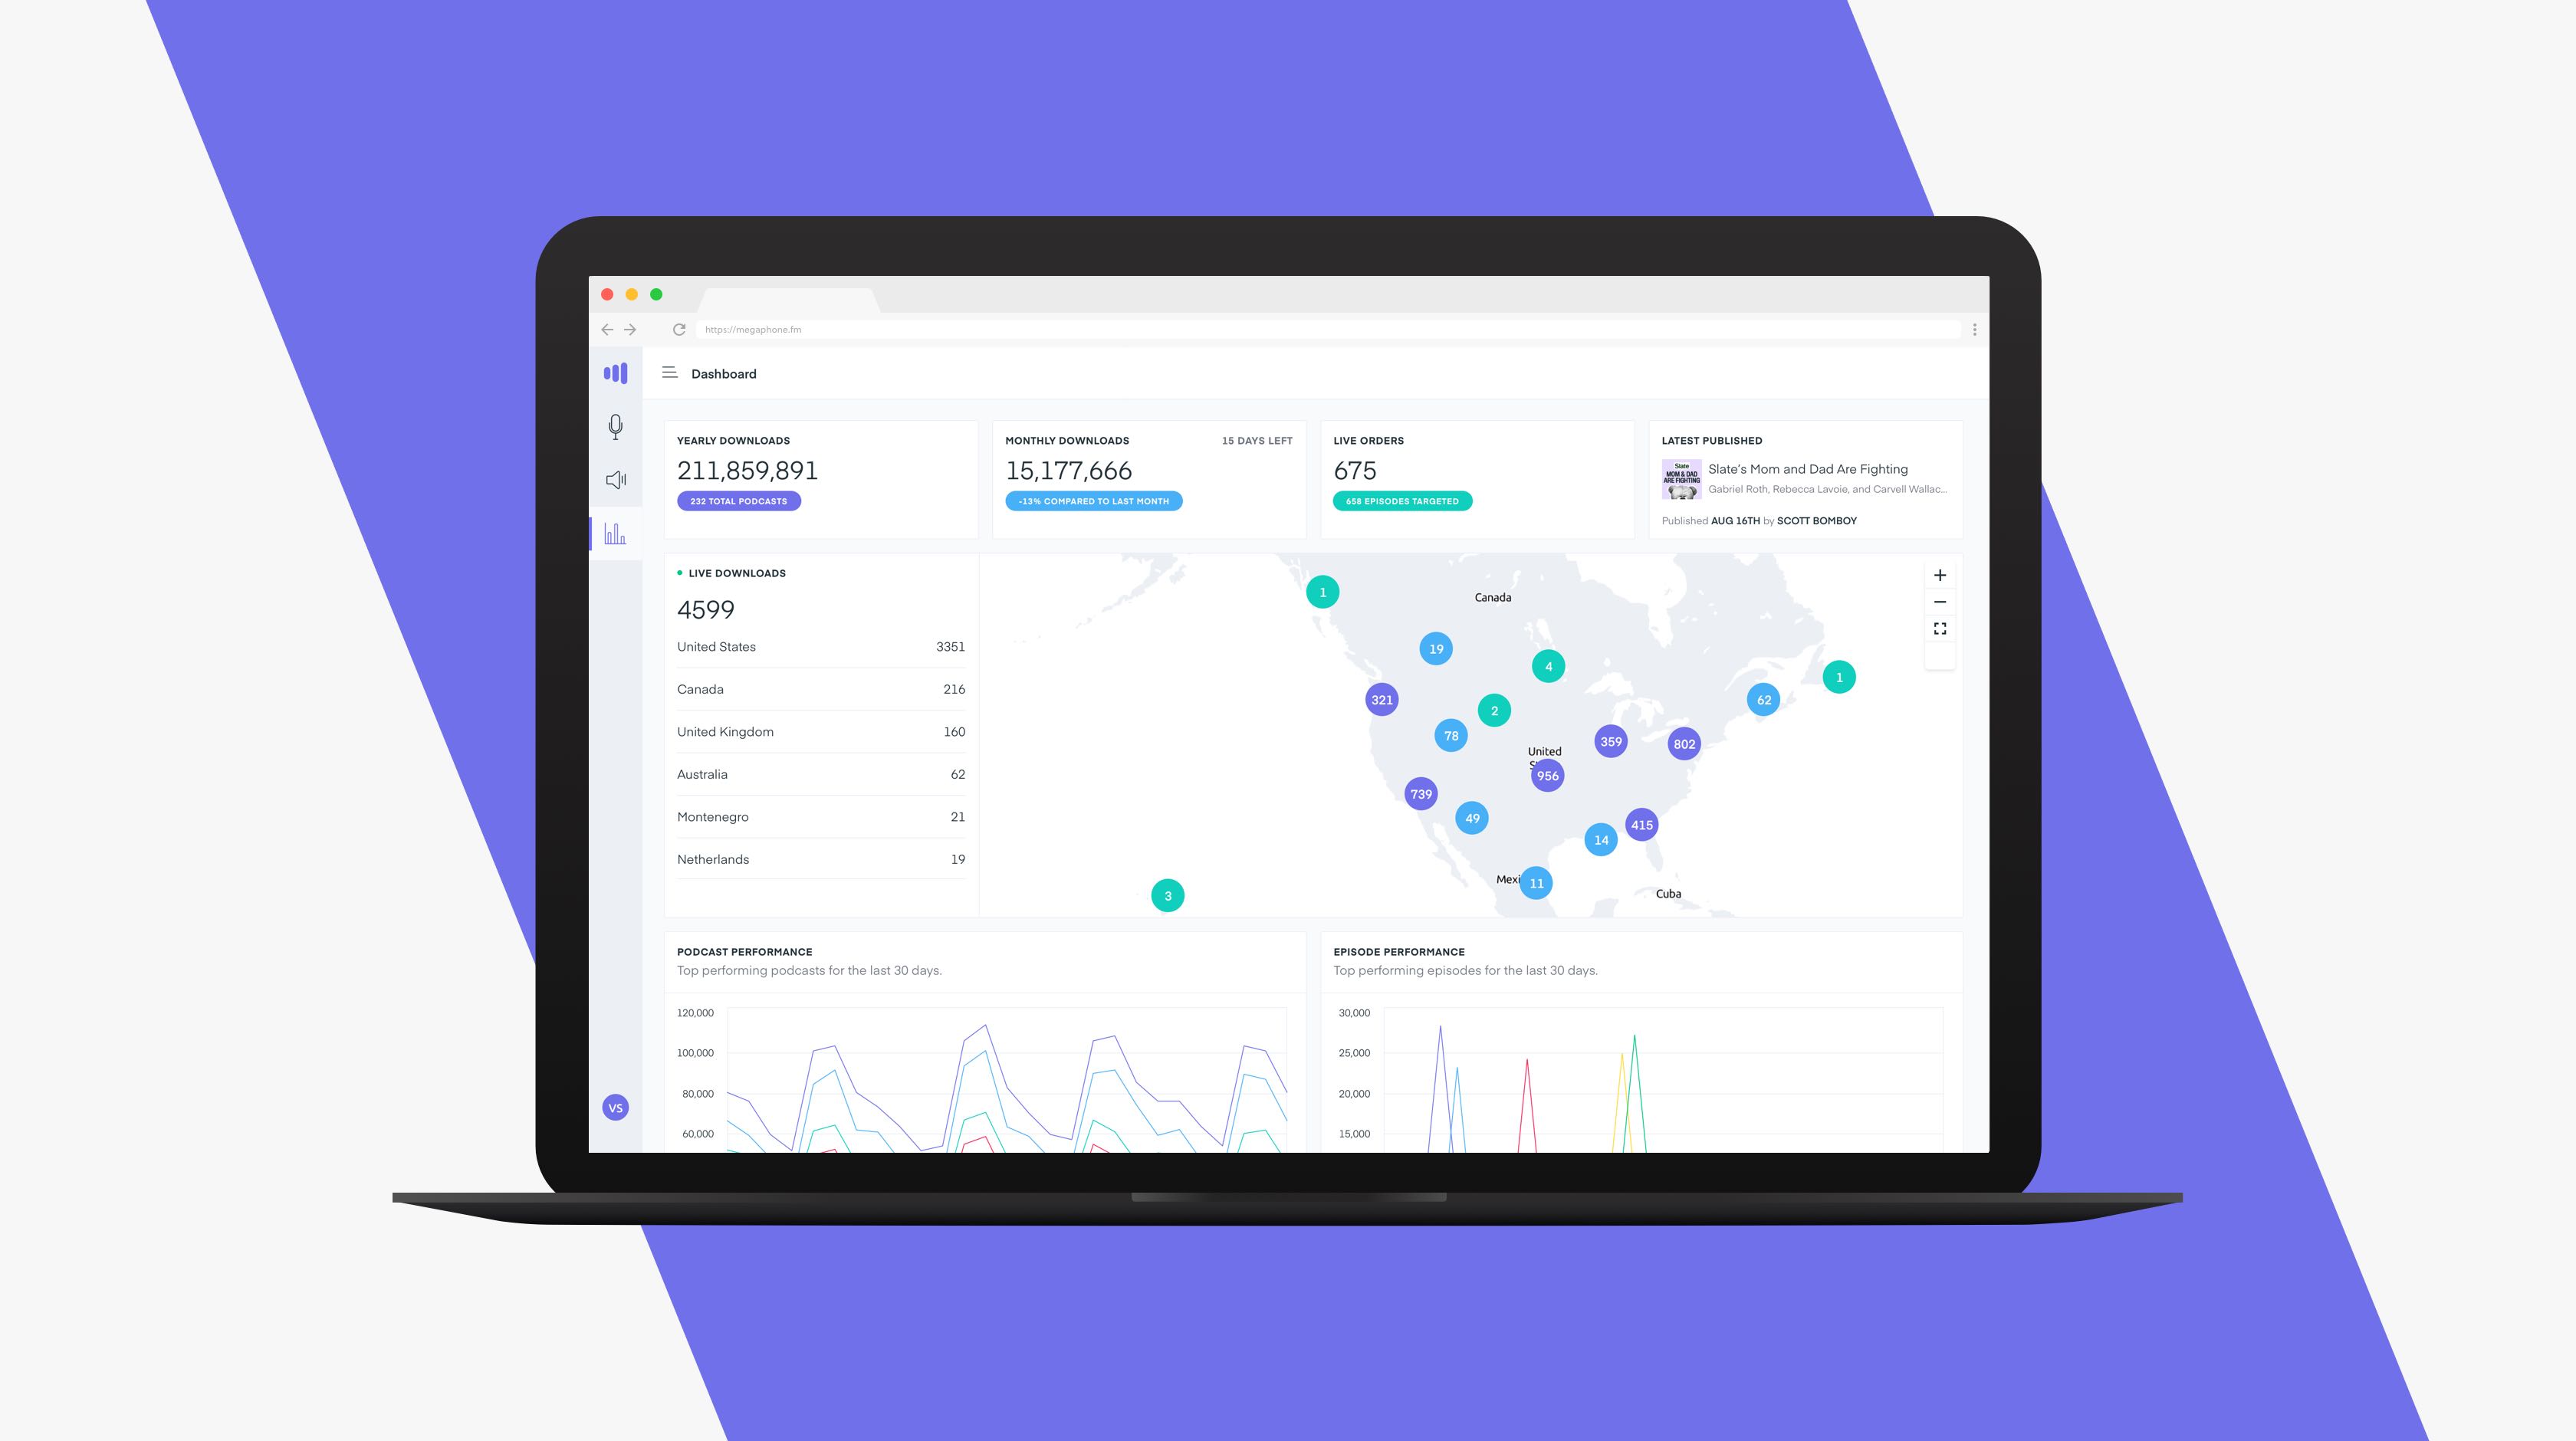 https://megaphone.fm
Dashboard
YEARLY DOWNLOADS
211,859,891
232 TOTAL PODCASTS
MONTHLY DOWNLOADS
15 DAYS LEFT
15,177,666
-13% COMPARED TO LAST MONTH
LIVE ORDERS
675
658 EPISODES TARGETED
LATEST PUBLISHED
Slate
MOM & DAD
ARE FIGHTING
Slate's Mom and Dad Are Fighting
Gabriel Roth, Rebecca Lavoie, and Carvell Wallac...
Published AUG 16TH by SCOTT BOMBOY
LIVE DOWNLOADS
4599
United States 3351
Canada 216
United Kingdom 160
Australia 62
Montenegro 21
Netherlands 19
1
Canada
19
4
1
321
62
2
78
359
802
United
S
956
739
49
415
14
Mexi
11
Cuba
3
PODCAST PERFORMANCE
Top performing podcasts for the last 30 days.
120,000
100,000
80,000
60,000
EPISODE PERFORMANCE
Top performing episodes for the last 30 days.
30,000
25,000
20,000
15,000
VS